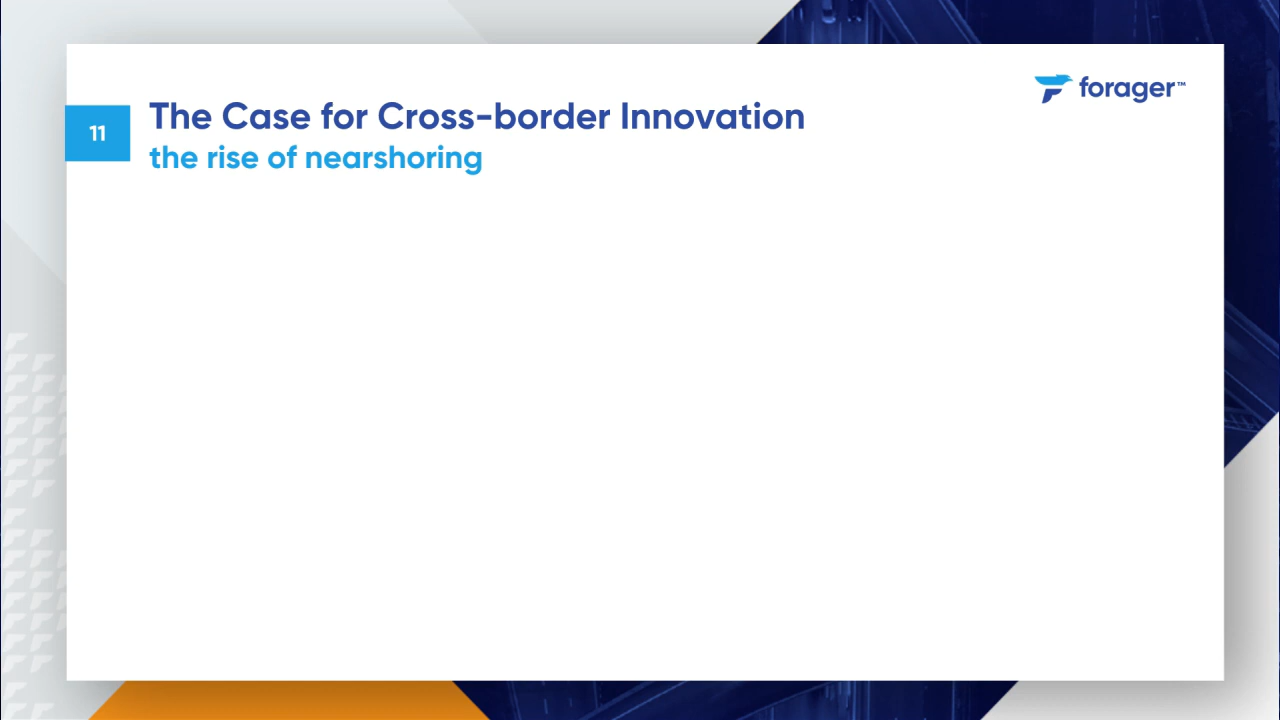 forager™
11
The Case for Cross-border Innovation
the rise of nearshoring